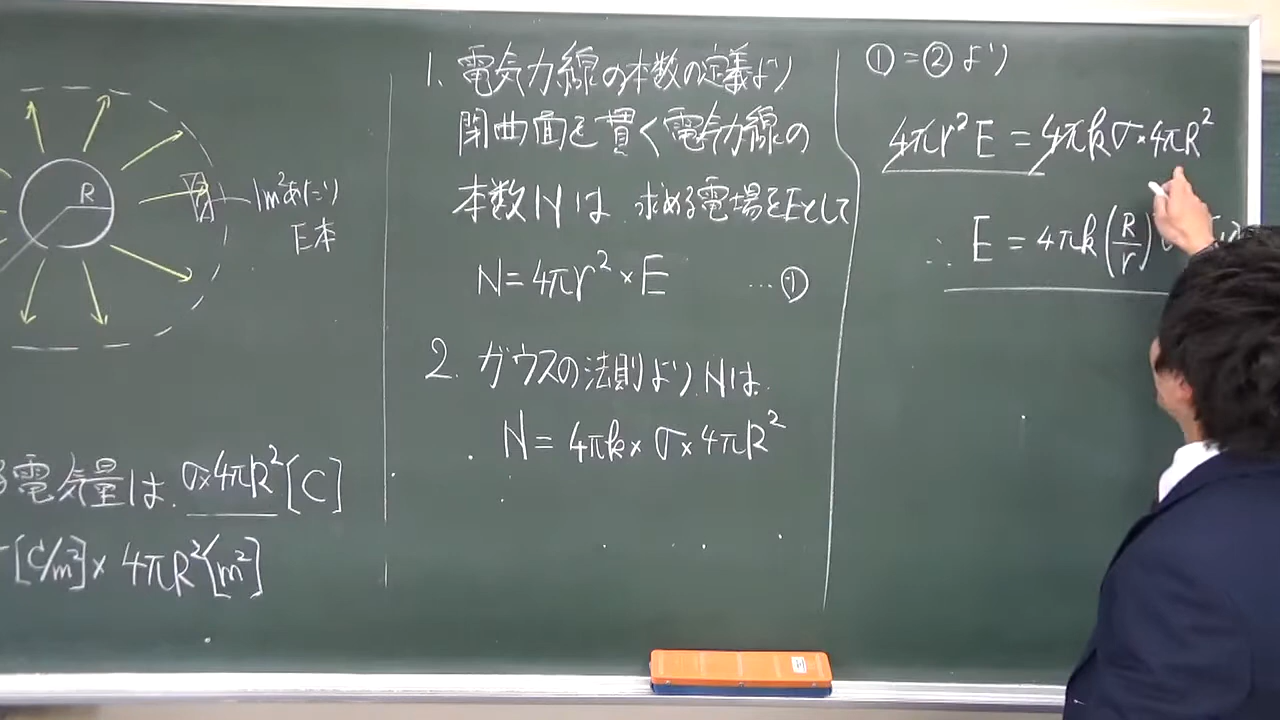 R
1m²あたり
E本
電気量は σ×4πR² [C]
[C/m²] × 4πR² [m²]
1. 電気力線の本数の定義より
閉曲面を貫く電気力線の
本数Nは 求める電場をEとして
N=4πr²×E …①
2. ガウスの法則より Nは
N=4πk×σ×4πR²
①=②より
4πr²E=4πkσ×4πR²
∴ E=4πk(R/r)